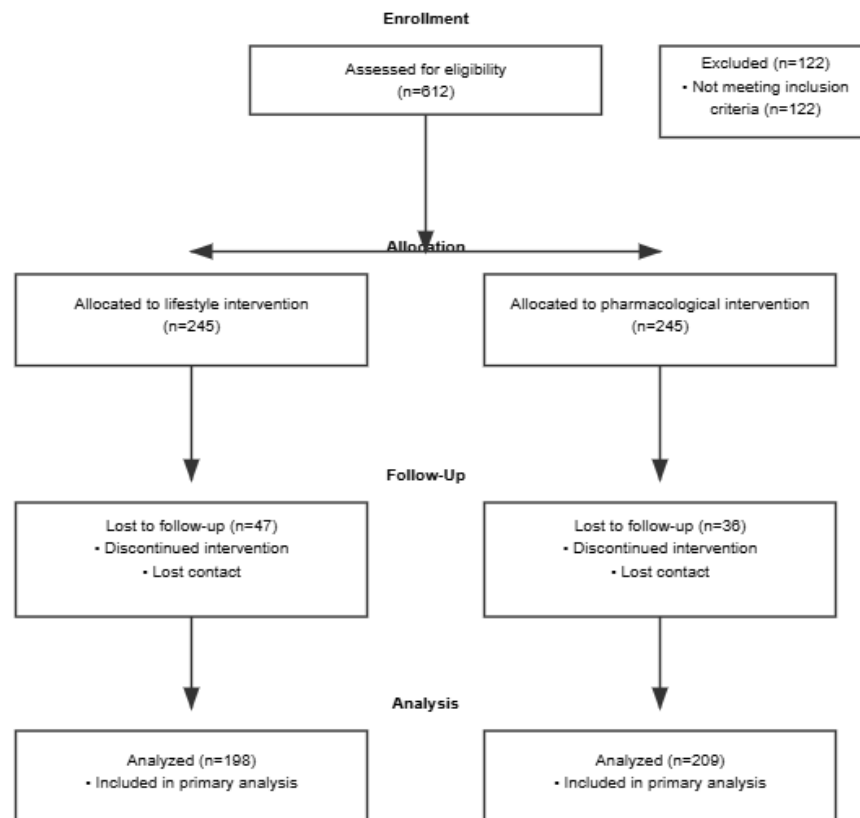 Enrollment
Assessed for eligibility
(n=612)
Excluded (n=122)
• Not meeting inclusion
criteria (n=122)
Allocation
Allocated to lifestyle intervention
(n=245)
Allocated to pharmacological intervention
(n=245)
Follow-Up
Lost to follow-up (n=47)
• Discontinued intervention
• Lost contact
Lost to follow-up (n=36)
• Discontinued intervention
• Lost contact
Analysis
Analyzed (n=198)
• Included in primary analysis
Analyzed (n=209)
• Included in primary analysis